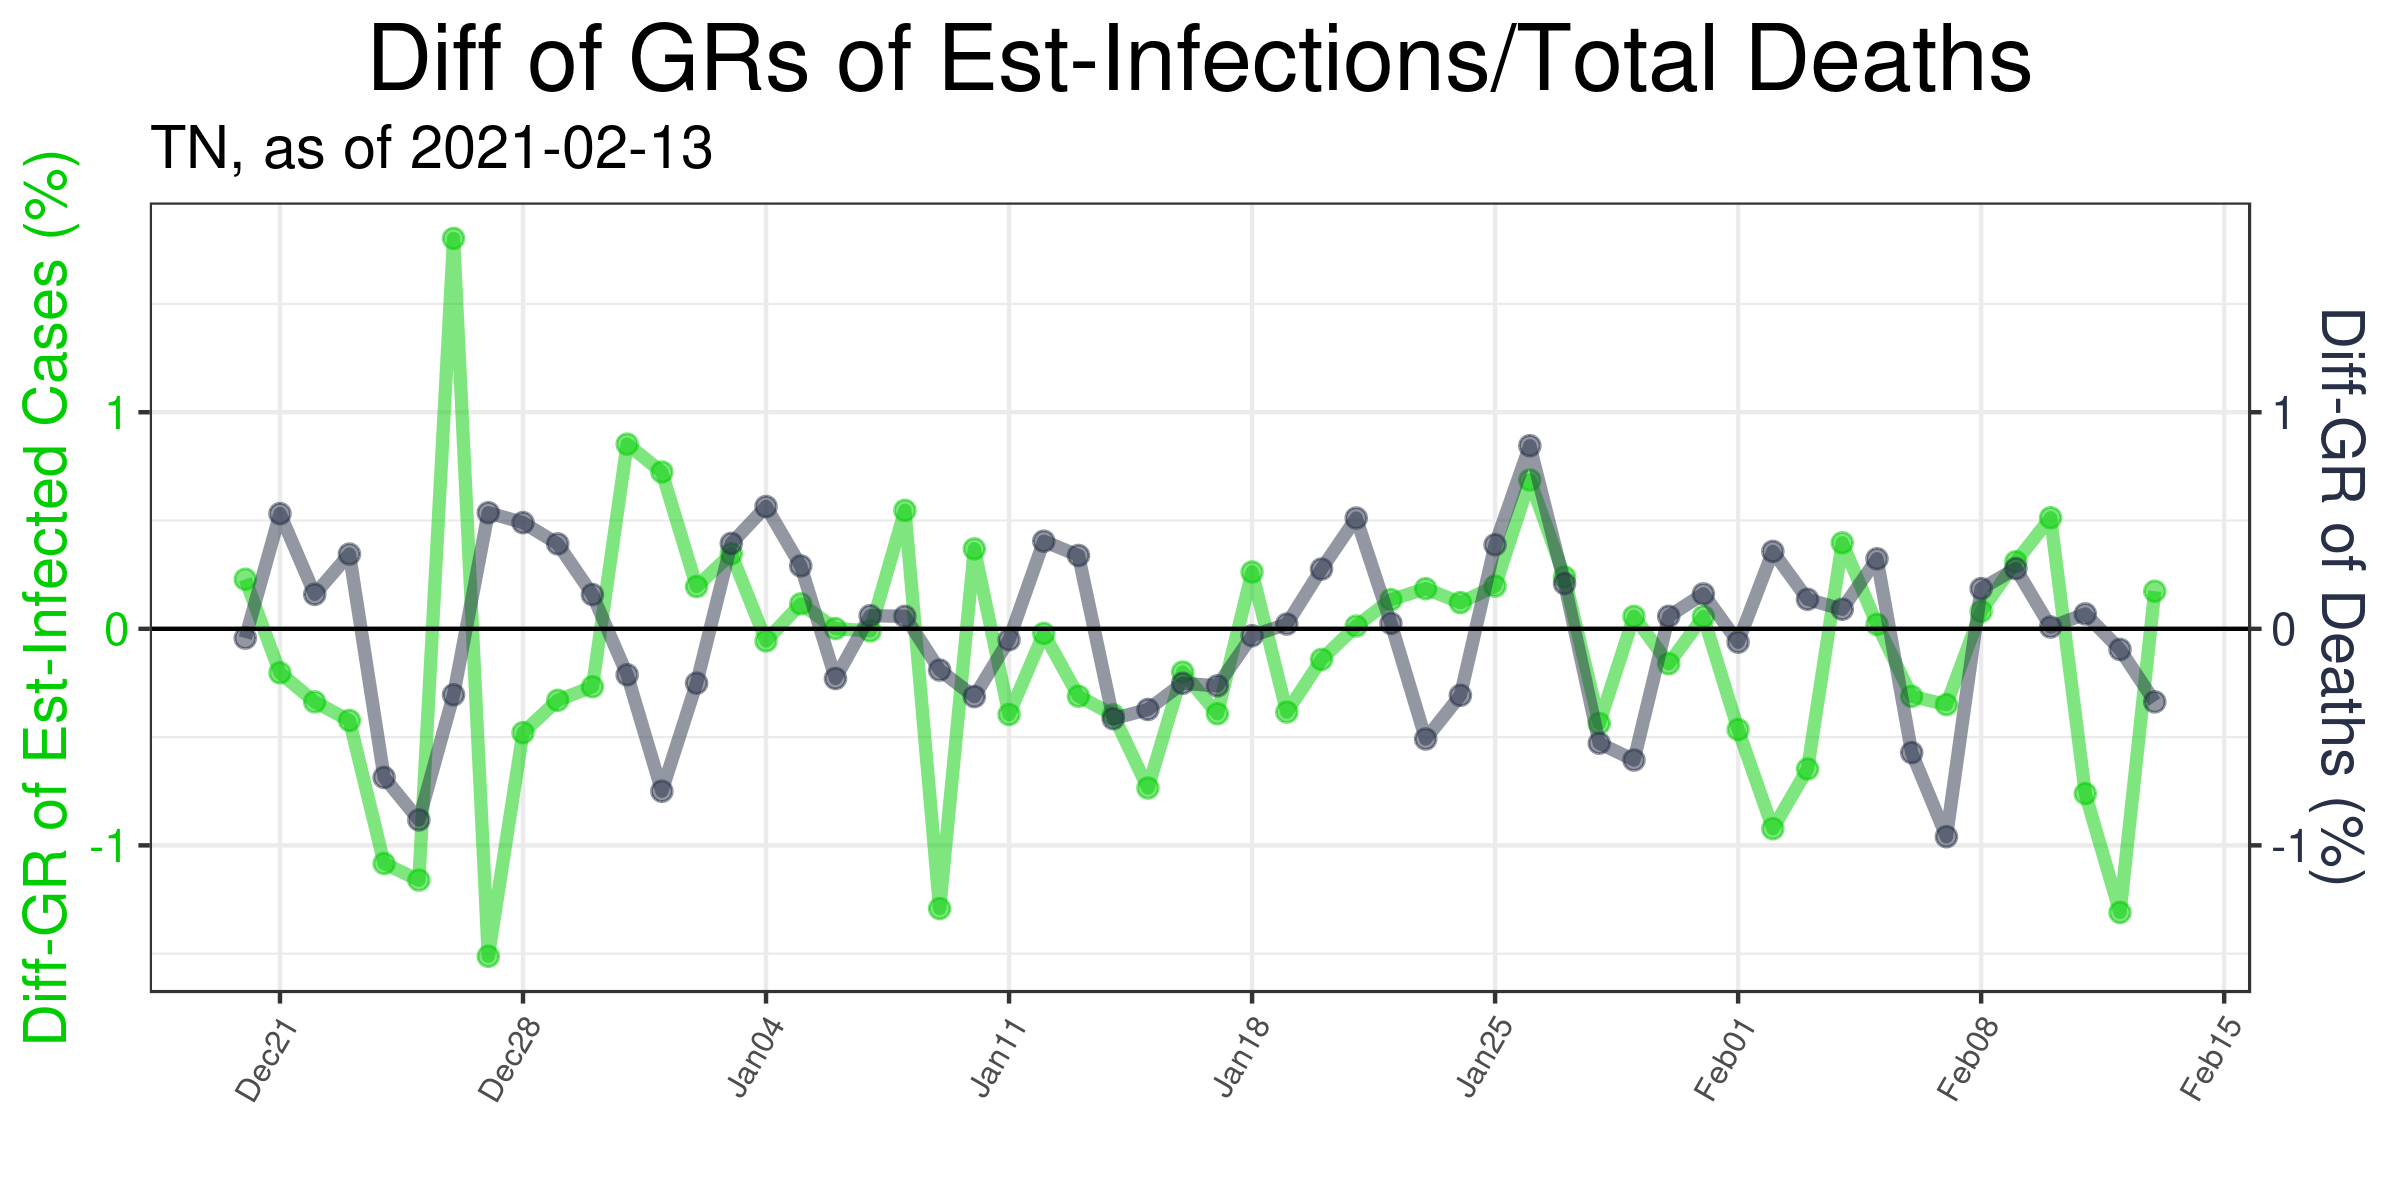 Diff of GRs of Est-Infections/Total Deaths
TN, as of 2021-02-13
Diff-GR of Est-Infected Cases (%)
1
0
-1
Diff-GR of Deaths (%)
1
0
-1
Dec21
Dec28
Jan04
Jan11
Jan18
Jan25
Feb01
Feb08
Feb15